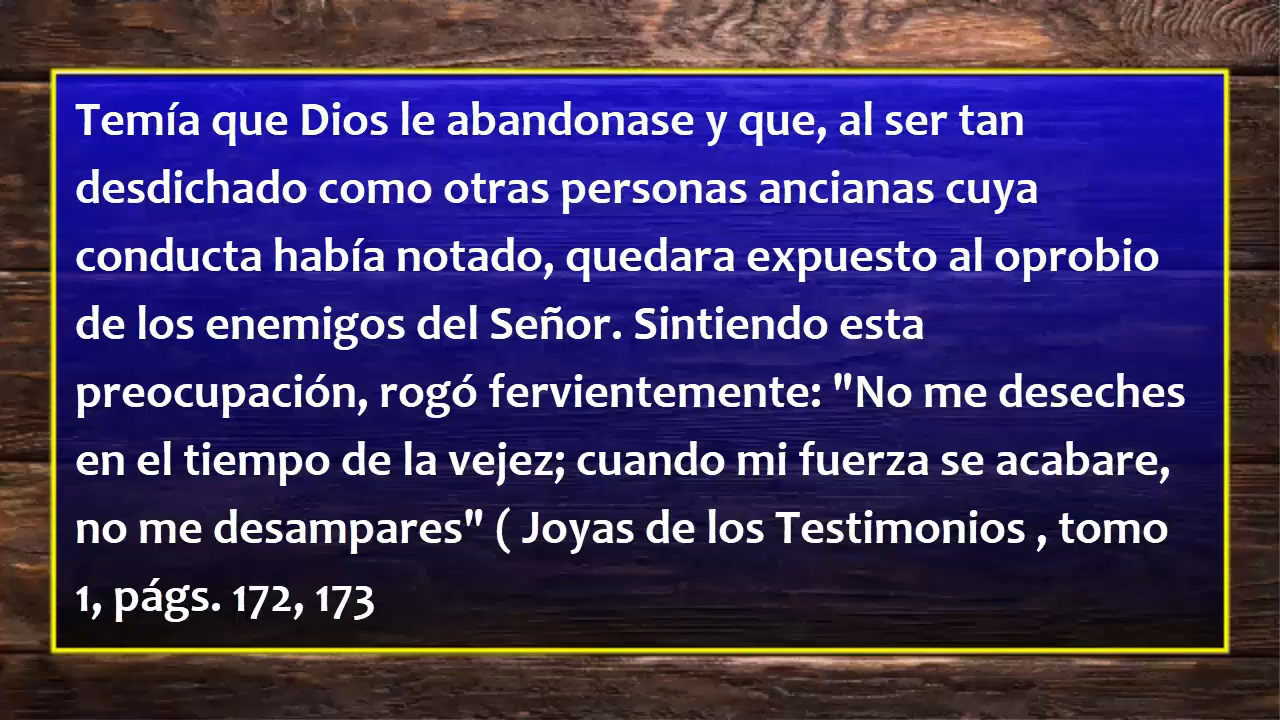 Temía que Dios le abandonase y que, al ser tan
desdichado como otras personas ancianas cuya
conducta había notado, quedara expuesto al oprobio
de los enemigos del Señor. Sintiendo esta
preocupación, rogó fervientemente: "No me deseches
en el tiempo de la vejez; cuando mi fuerza se acabare,
no me desampares" ( Joyas de los Testimonios , tomo
1, págs. 172, 173